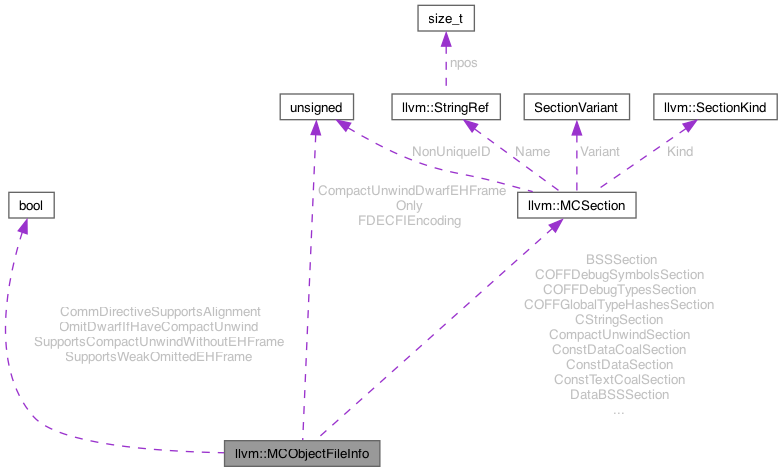 size_t
npos
unsigned
llvm::StringRef
SectionVariant
llvm::SectionKind
NonUniqueID
Name
Variant
Kind
CompactUnwindDwarfEHFrame
Only
FDECFIEncoding
bool
llvm::MCSection
BSSSection
COFFDebugSymbolsSection
COFFDebugTypesSection
COFFGlobalTypeHashesSection
CStringSection
CompactUnwindSection
ConstDataCoalSection
ConstDataSection
ConstTextCoalSection
DataBSSSection
...
CommDirectiveSupportsAlignment
OmitDwarfIfHaveCompactUnwind
SupportsCompactUnwindWithoutEHFrame
SupportsWeakOmittedEHFrame
llvm::MCObjectFileInfo